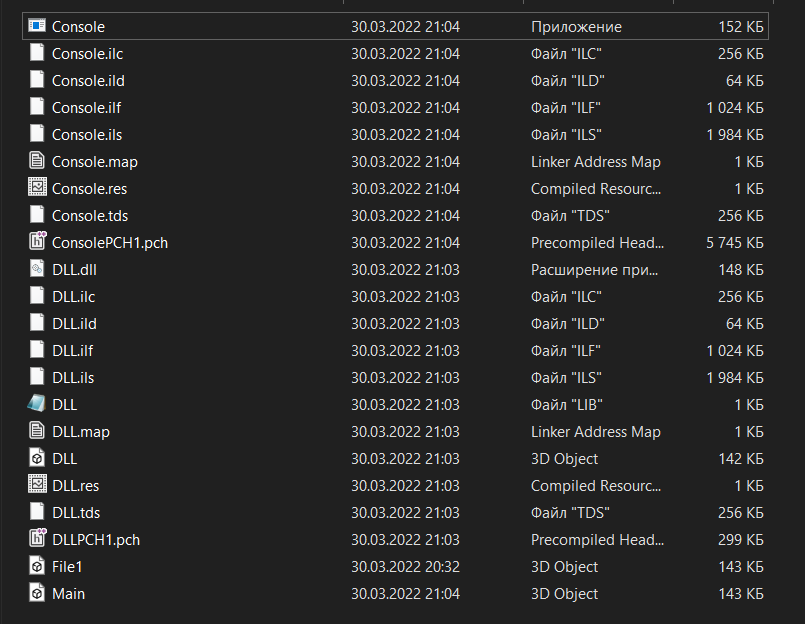 Console 30.03.2022 21:04 Приложение 152 КБ
Console.ilc 30.03.2022 21:04 Файл "ILC" 256 КБ
Console.ild 30.03.2022 21:04 Файл "ILD" 64 КБ
Console.ilf 30.03.2022 21:04 Файл "ILF" 1 024 КБ
Console.ils 30.03.2022 21:04 Файл "ILS" 1 984 КБ
Console.map 30.03.2022 21:04 Linker Address Map 1 КБ
Console.res 30.03.2022 21:04 Compiled Resourc... 1 КБ
Console.tds 30.03.2022 21:04 Файл "TDS" 256 КБ
ConsolePCH1.pch 30.03.2022 21:04 Precompiled Head... 5 745 КБ
DLL.dll 30.03.2022 21:03 Расширение при... 148 КБ
DLL.ilc 30.03.2022 21:03 Файл "ILC" 256 КБ
DLL.ild 30.03.2022 21:03 Файл "ILD" 64 КБ
DLL.ilf 30.03.2022 21:03 Файл "ILF" 1 024 КБ
DLL.ils 30.03.2022 21:03 Файл "ILS" 1 984 КБ
DLL 30.03.2022 21:03 Файл "LIB" 1 КБ
DLL.map 30.03.2022 21:03 Linker Address Map 1 КБ
DLL 30.03.2022 21:03 3D Object 142 КБ
DLL.res 30.03.2022 21:03 Compiled Resourc... 1 КБ
DLL.tds 30.03.2022 21:03 Файл "TDS" 256 КБ
DLLPCH1.pch 30.03.2022 21:03 Precompiled Head... 299 КБ
File1 30.03.2022 20:32 3D Object 143 КБ
Main 30.03.2022 21:04 3D Object 143 КБ